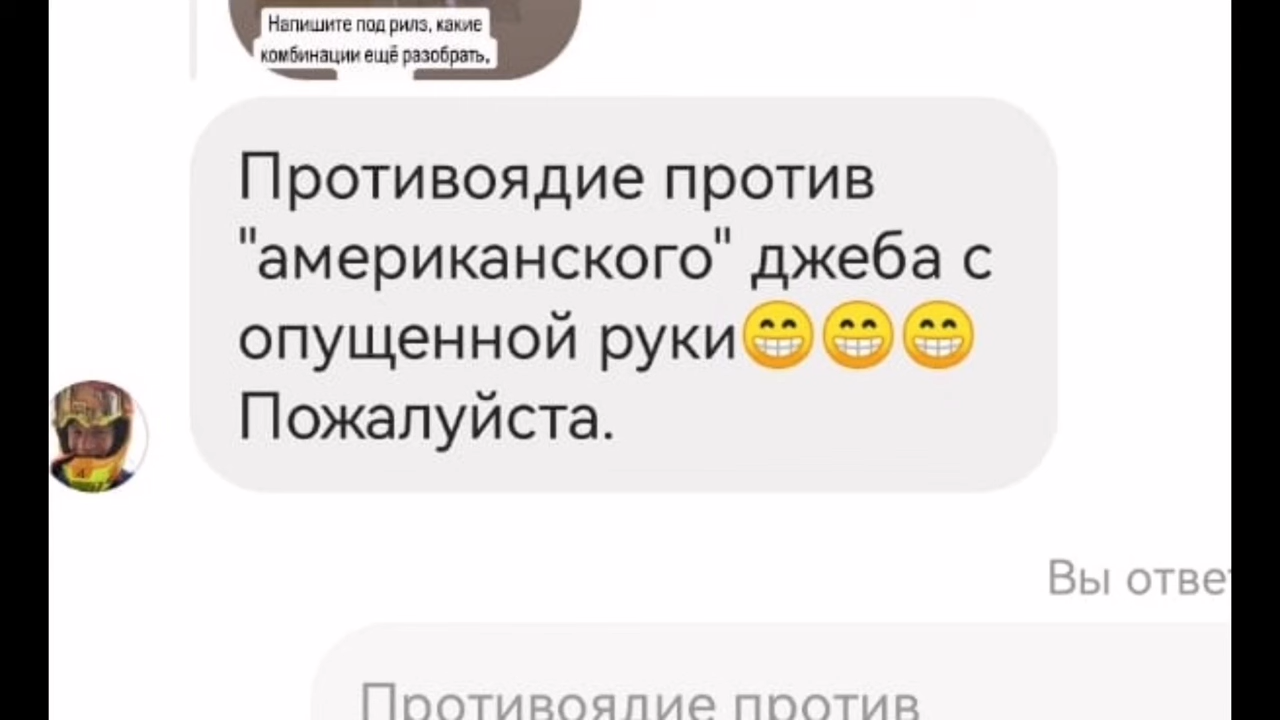 Напишите под рилз, какие
комбинации ещё разобрать.
Противоядие против
"американского" джеба с
опущенной руки😁😁😁
Пожалуйста.
Вы отве
Противоядие против